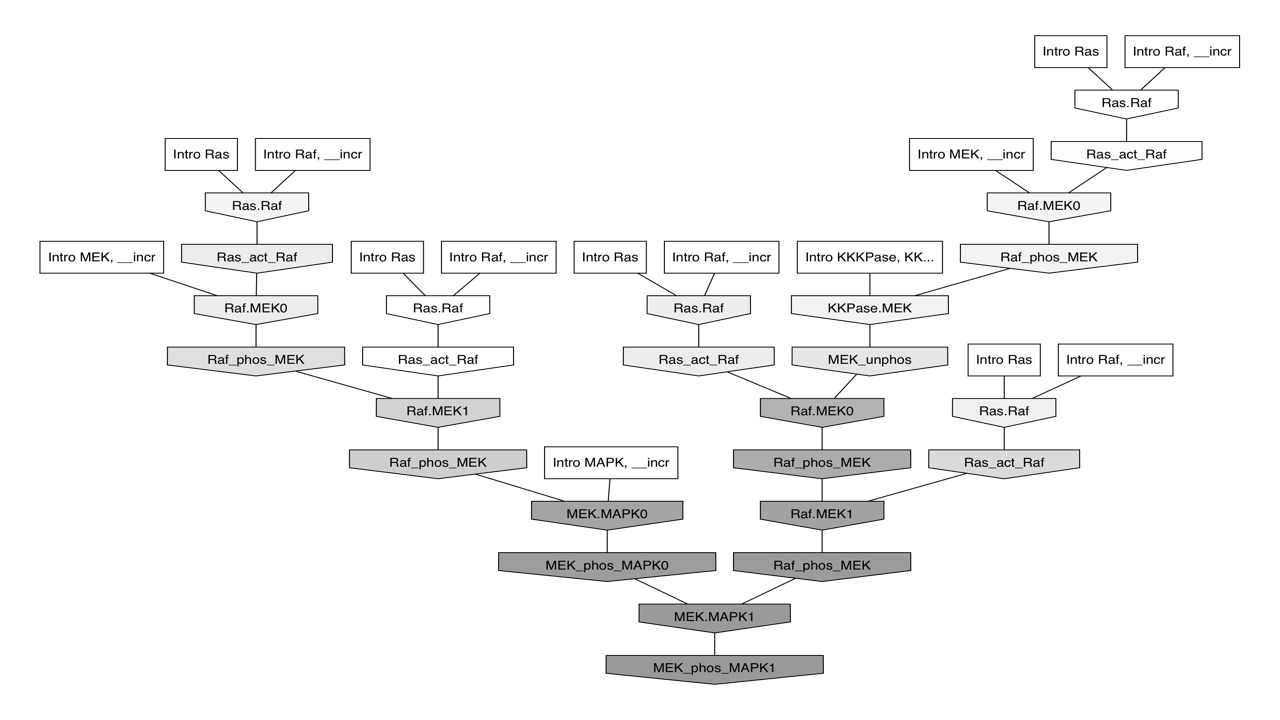 Intro Ras
Intro Raf, __incr
Ras.Raf
Intro Ras
Intro Raf, __incr
Intro MEK, __incr
Ras_act_Raf
Ras.Raf
Raf.MEK0
Intro MEK, __incr
Ras_act_Raf
Intro Ras
Intro Raf, __incr
Intro Ras
Intro Raf, __incr
Intro KKKPase, KK...
Raf_phos_MEK
Raf.MEK0
Ras.Raf
Ras.Raf
KKPase.MEK
Raf_phos_MEK
Ras_act_Raf
Ras_act_Raf
MEK_unphos
Intro Ras
Intro Raf, __incr
Raf.MEK1
Raf.MEK0
Ras.Raf
Raf_phos_MEK
Intro MAPK, __incr
Raf_phos_MEK
Ras_act_Raf
MEK.MAPK0
Raf.MEK1
MEK_phos_MAPK0
Raf_phos_MEK
MEK.MAPK1
MEK_phos_MAPK1